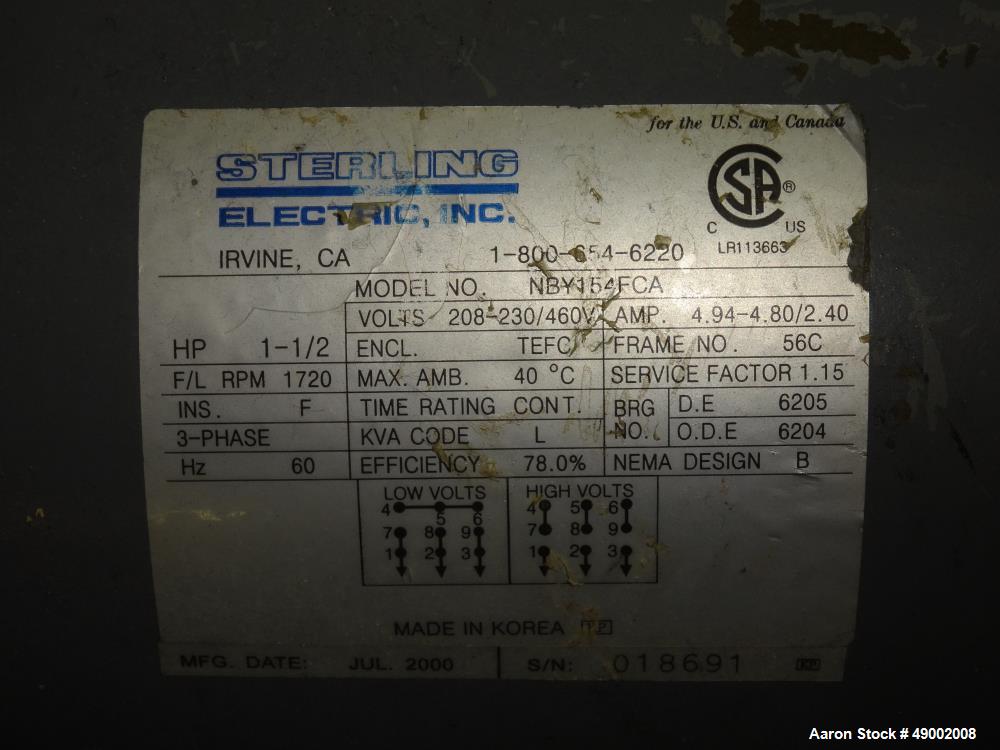 for the U.S. and Canada
STERLING
ELECTRIC, INC.
C US
LR113663
IRVINE, CA 1-800-654-6220
MODEL NO. NBY154FCA
VOLTS 208-230/460V AMP. 4.94-4.80/2.40
HP 1-1/2 ENCL. TEFC FRAME NO. 56C
F/L RPM 1720 MAX. AMB. 40 °C SERVICE FACTOR 1.15
INS. F TIME RATING CONT. BRG D.E 6205
3-PHASE KVA CODE L NO. O.D.E 6204
Hz 60 EFFICIENCY 78.0% NEMA DESIGN B
LOW VOLTS HIGH VOLTS
4 5 6 4 5 6
7 8 9 7 8 9
1 2 3 1 2 3
MADE IN KOREA
MFG. DATE: JUL. 2000 S/N: 018691
Aaron Stock # 49002008